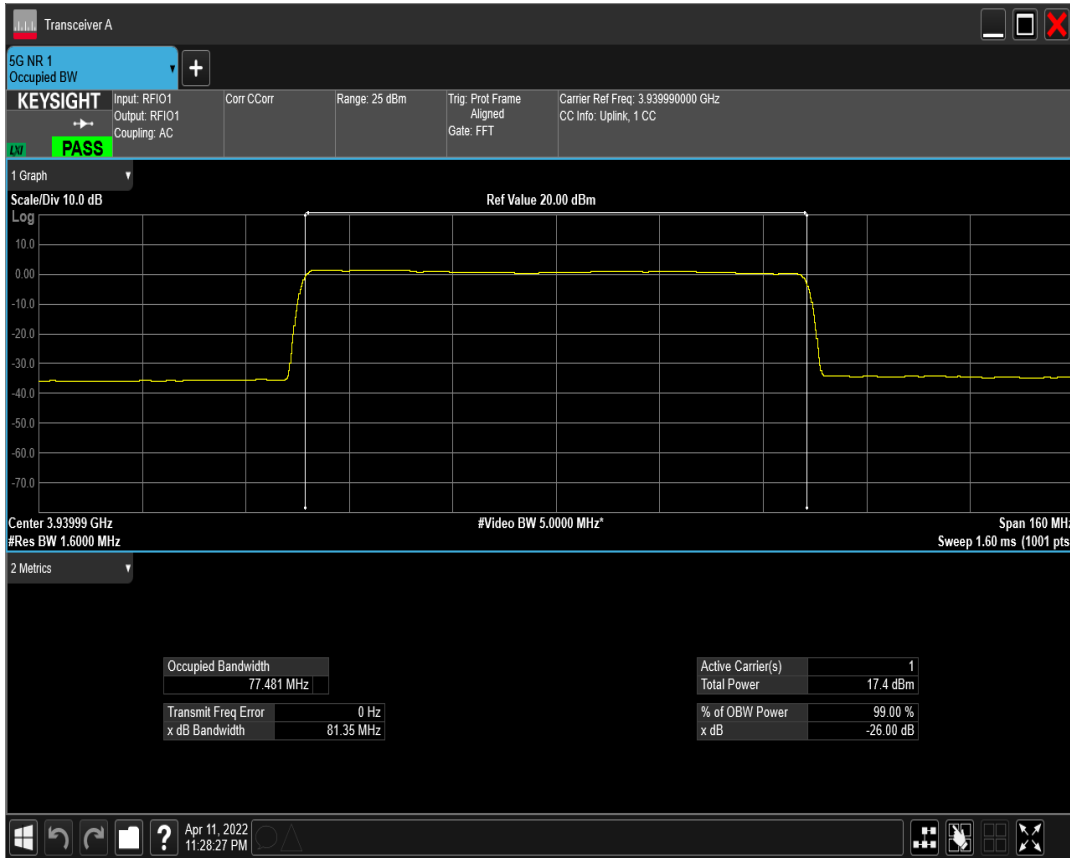 Transceiver A
5G NR 1
Occupied BW
+
KEYSIGHT
LXI
PASS
Input: RFIO1
Output: RFIO1
Coupling: AC
Corr CCorr
Range: 25 dBm
Trig: Prot Frame
Aligned
Gate: FFT
Carrier Ref Freq: 3.939990000 GHz
CC Info: Uplink, 1 CC
1 Graph
Scale/Div 10.0 dB
Ref Value 20.00 dBm
Log
10.0
0.00
-10.0
-20.0
-30.0
-40.0
-50.0
-60.0
-70.0
Center 3.93999 GHz
#Video BW 5.0000 MHz*
Span 160 MHz
#Res BW 1.6000 MHz
Sweep 1.60 ms (1001 pts
2 Metrics
Occupied Bandwidth
77.481 MHz
Transmit Freq Error 0 Hz
x dB Bandwidth 81.35 MHz
Active Carrier(s) 1
Total Power 17.4 dBm
% of OBW Power 99.00 %
x dB -26.00 dB
?
Apr 11, 2022
11:28:27 PM